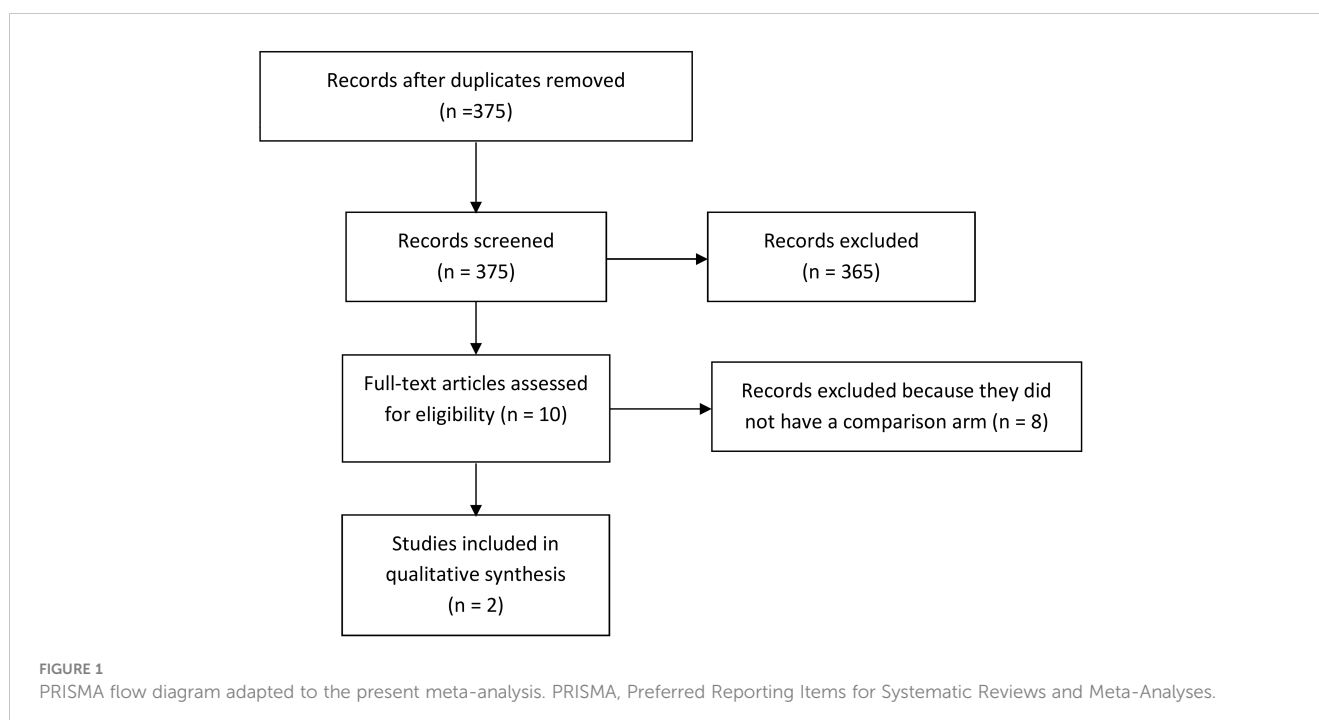 Records after duplicates removed
(n =375)
Records screened
(n = 375)
Records excluded
(n = 365)
Full-text articles assessed
for eligibility (n = 10)
Records excluded because they did
not have a comparison arm (n = 8)
Studies included in
qualitative synthesis
(n = 2)
FIGURE 1
PRISMA flow diagram adapted to the present meta-analysis. PRISMA, Preferred Reporting Items for Systematic Reviews and Meta-Analyses.